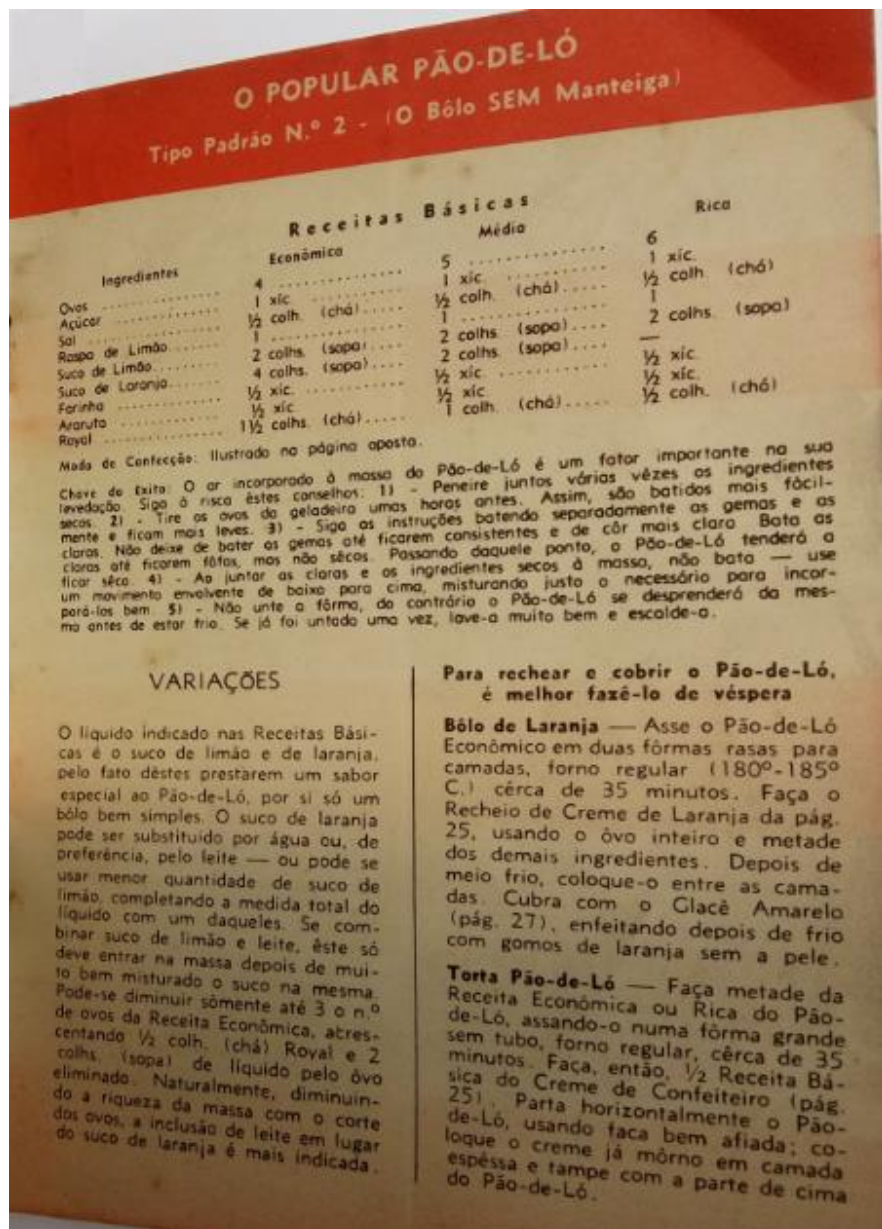 O POPULAR PÃO-DE-LÓ
Tipo Padrão N.º 2 - (O Bôlo SEM Manteiga)
Receitas Básicas
Ingredientes Econômica Média Rica
Ovos ............ 4 ............ 5 ............ 6
Açúcar ............ 1 xíc. ............ 1 xíc. ............ 1 xíc.
Sal ............ ½ colh. (chá)..... ½ colh. (chá)..... ½ colh. (chá)
Raspa de Limão....... 1 ............ 1 ............ 1
Suco de Limão........ 2 colhs. (sopa).... 2 colhs. (sopa).... 2 colhs. (sopa)
Suco de Laranja...... 4 colhs. (sopa).... 2 colhs. (sopa).... —
Farinha ............ ½ xíc. ............ ½ xíc. ............ ½ xíc.
Araruta ............ ½ xíc ............ ½ xíc ............ ½ xíc.
Royal ............ 1½ colhs. (chá)..... 1 colh. (chá)..... ½ colh. (chá)
Modo de Confecção: Ilustrado na página oposta.
Chave do Êxito: O ar incorporado à massa do Pão-de-Ló é um fator importante na sua
levedação. Siga à risca êstes conselhos: 1) - Peneire juntos várias vêzes os ingredientes
secos. 2) - Tire os ovos da geladeira umas horas antes. Assim, são batidos mais fàcil-
mente e ficam mais leves. 3) - Siga as instruções batendo separadamente as gemas e as
claras. Não deixe de bater as gemas até ficarem consistentes e de côr mais clara. Bata as
claras até ficarem fôfas, mas não sêcas. Passando daquele ponto, o Pão-de-Ló tenderá a
ficar sêco. 4) - Ao juntar as claras e os ingredientes secos à massa, não bata — use
um movimento envolvente de baixo para cima, misturando justo o necessário para incor-
porá-los bem. 5) - Não unte a fôrma, do contrário o Pão-de-Ló se desprenderá da mes-
ma antes de estar frio. Se já foi untada uma vez, lave-a muito bem e escalde-a.
VARIAÇÕES
O líquido indicado nas Receitas Bási-
cas é o suco de limão e de laranja,
pelo fato dêstes prestarem um sabor
especial ao Pão-de-Ló, por si só um
bôlo bem simples. O suco de laranja
pode ser substituído por água ou, de
preferência, pelo leite — ou pode se
usar menor quantidade de suco de
limão, completando a medida total do
líquido com um daqueles. Se com-
binar suco de limão e leite, êste só
deve entrar na massa depois de mui-
to bem misturado o suco na mesma.
Pode-se diminuir sòmente até 3 o n.º
de ovos da Receita Econômica, acres-
centando ½ colh. (chá) Royal e 2
colhs. (sopa) de líquido pelo ôvo
eliminado. Naturalmente, diminuin-
do a riqueza da massa com o corte
dos ovos, a inclusão de leite em lugar
do suco de laranja é mais indicada.
Para rechear e cobrir o Pão-de-Ló,
é melhor fazê-lo de véspera
Bôlo de Laranja — Asse o Pão-de-Ló
Econômico em duas fôrmas rasas para
camadas, forno regular (180º-185º
C.) cêrca de 35 minutos. Faça o
Recheio de Creme de Laranja da pág.
25, usando o ôvo inteiro e metade
dos demais ingredientes. Depois de
meio frio, coloque-o entre as cama-
das. Cubra com o Glacê Amarelo
(pág. 27), enfeitando depois de frio
com gomos de laranja sem a pele.
Torta Pão-de-Ló — Faça metade da
Receita Econômica ou Rica do Pão-
de-Ló, assando-o numa fôrma grande
sem tubo, forno regular, cêrca de 35
minutos. Faça, então, ½ Receita Bá-
sica do Creme de Confeiteiro (pág.
25). Parta horizontalmente o Pão-
de-Ló, usando faca bem afiada; co-
loque o creme já môrno em camada
espêssa e tampe com a parte de cima
do Pão-de-Ló.